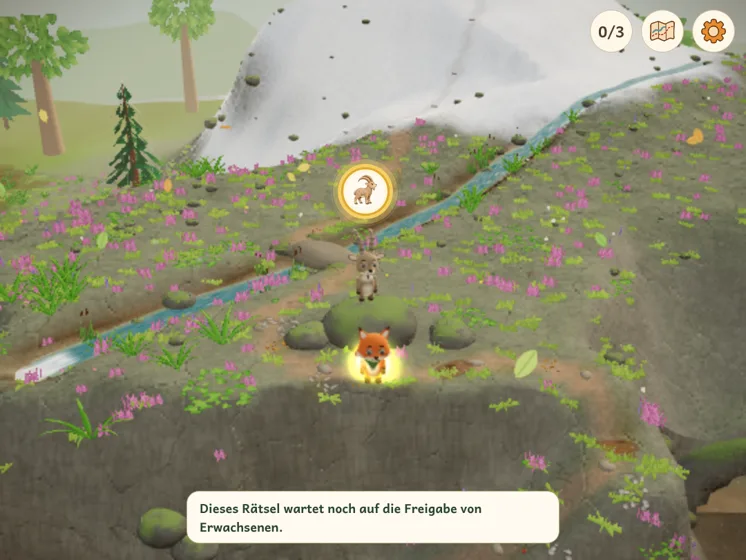 0/3
Dieses Rätsel wartet noch auf die Freigabe von
Erwachsenen.